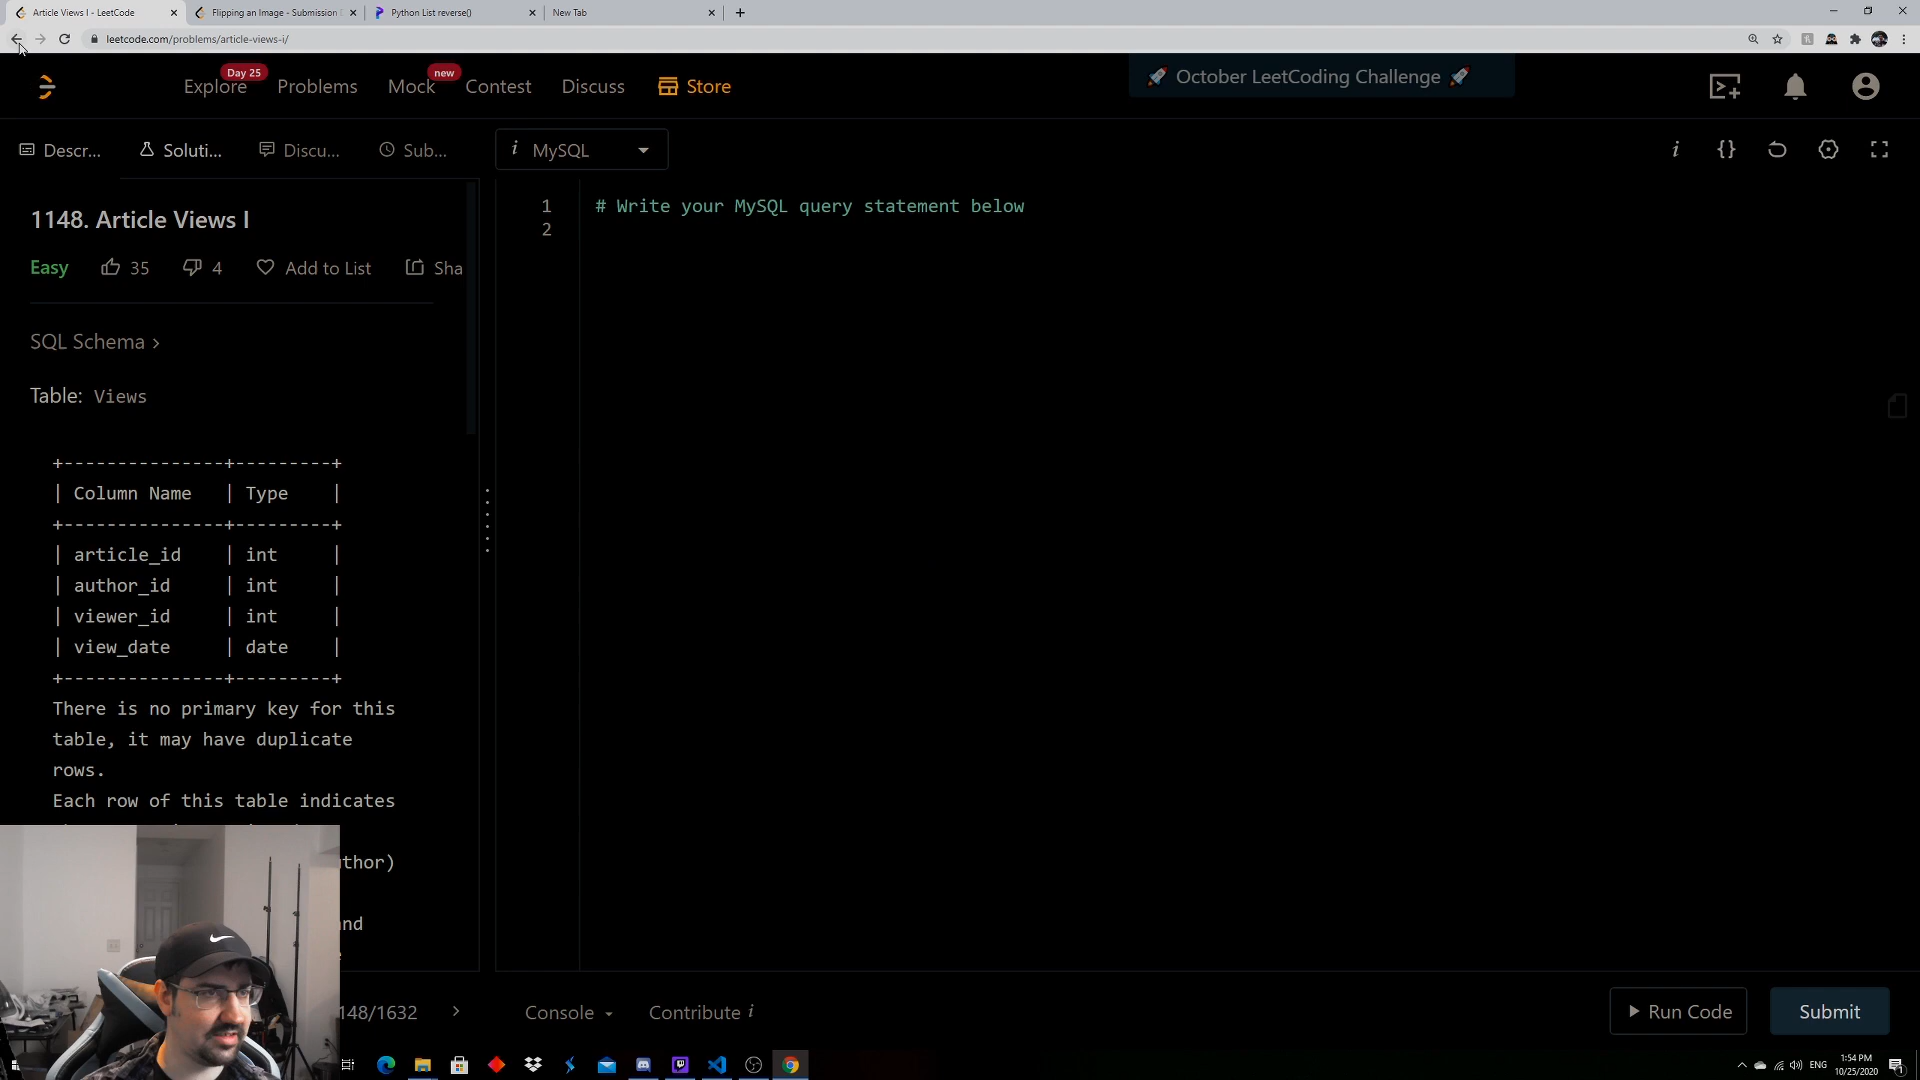 Article Views I - LeetCode
Flipping an Image - Submission
Python List reverse()
New Tab
leetcode.com/problems/article-views-i/
Explore
Day 25
Problems
Mock
new
Contest
Discuss
Store
October LeetCoding Challenge
Descr...
Soluti...
Discu...
Sub...
i MySQL
1148. Article Views I
Easy
35
4
Add to List
Sha
SQL Schema >
Table: Views
+---------------+---------+
| Column Name | Type |
+---------------+---------+
| article_id | int |
| author_id | int |
| viewer_id | int |
| view_date | date |
+---------------+---------+
There is no primary key for this
table, it may have duplicate
rows.
Each row of this table indicates
thor)
nd
1
# Write your MySQL query statement below
2
148/1632
Console
Contribute i
Run Code
Submit
ENG
1:54 PM
10/25/2020